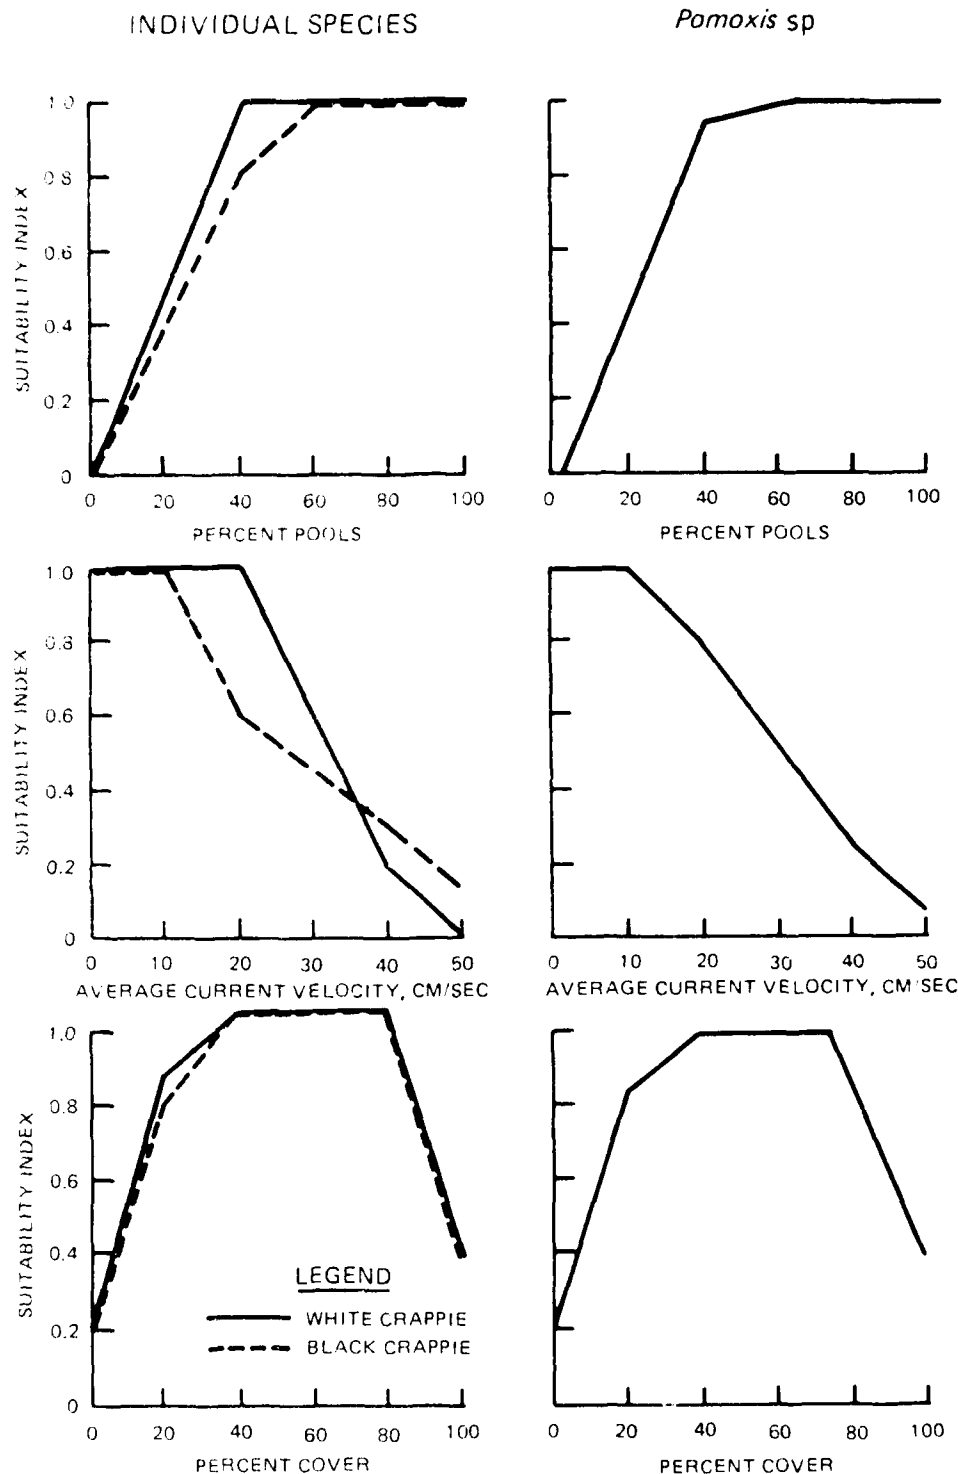 INDIVIDUAL SPECIES
Pomoxis sp
SUITABILITY INDEX
1.0
0.8
0.6
0.4
0.2
0
0 20 40 60 80 100
PERCENT POOLS
0 20 40 60 80 100
PERCENT POOLS
SUITABILITY INDEX
1.0
0.8
0.6
0.4
0.2
0
0 10 20 30 40 50
AVERAGE CURRENT VELOCITY, CM/SEC
0 10 20 30 40 50
AVERAGE CURRENT VELOCITY, CM/SEC
SUITABILITY INDEX
1.0
0.8
0.6
0.4
0.2
0
LEGEND
WHITE CRAPPIE
BLACK CRAPPIE
0 20 40 60 80 100
PERCENT COVER
0 20 40 60 80 100
PERCENT COVER